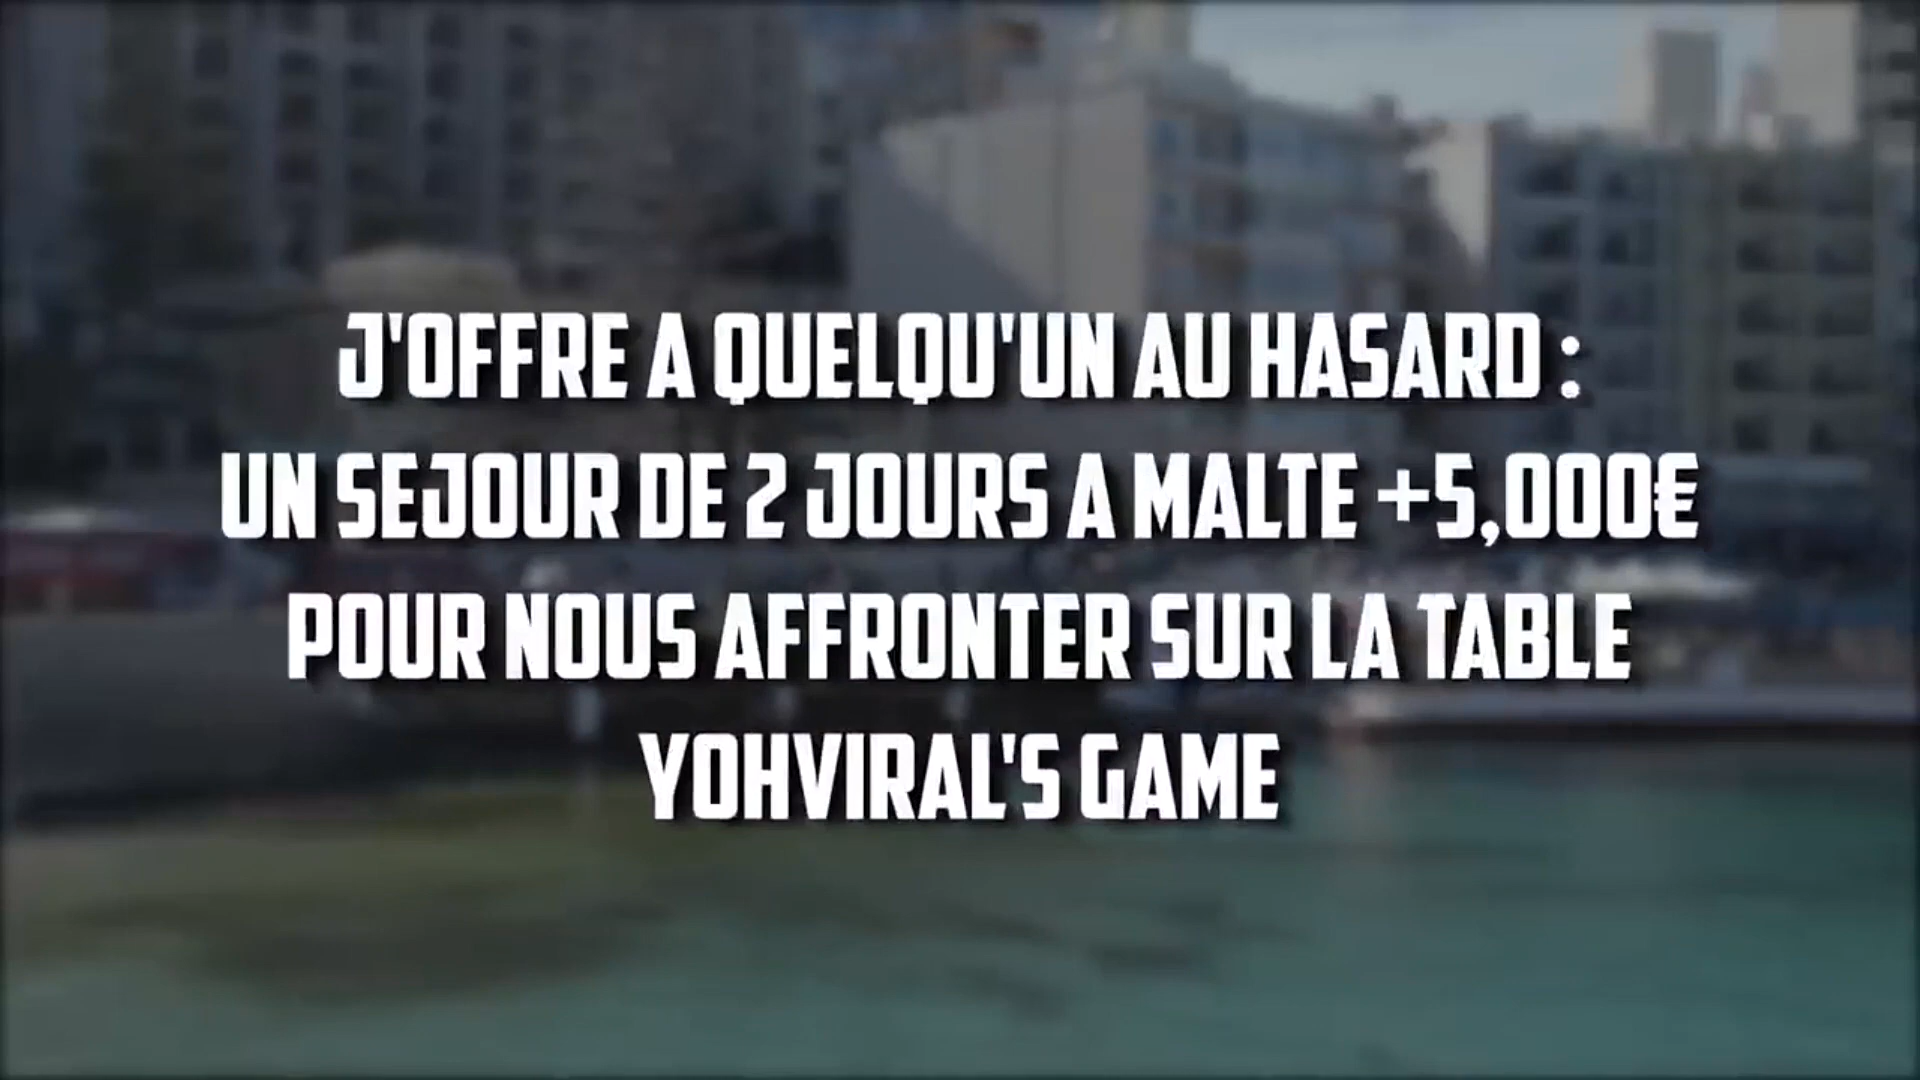 J'OFFRE A QUELQU'UN AU HASARD :
UN SEJOUR DE 2 JOURS A MALTE +5,000€
POUR NOUS AFFRONTER SUR LA TABLE
YOHVIRAL'S GAME